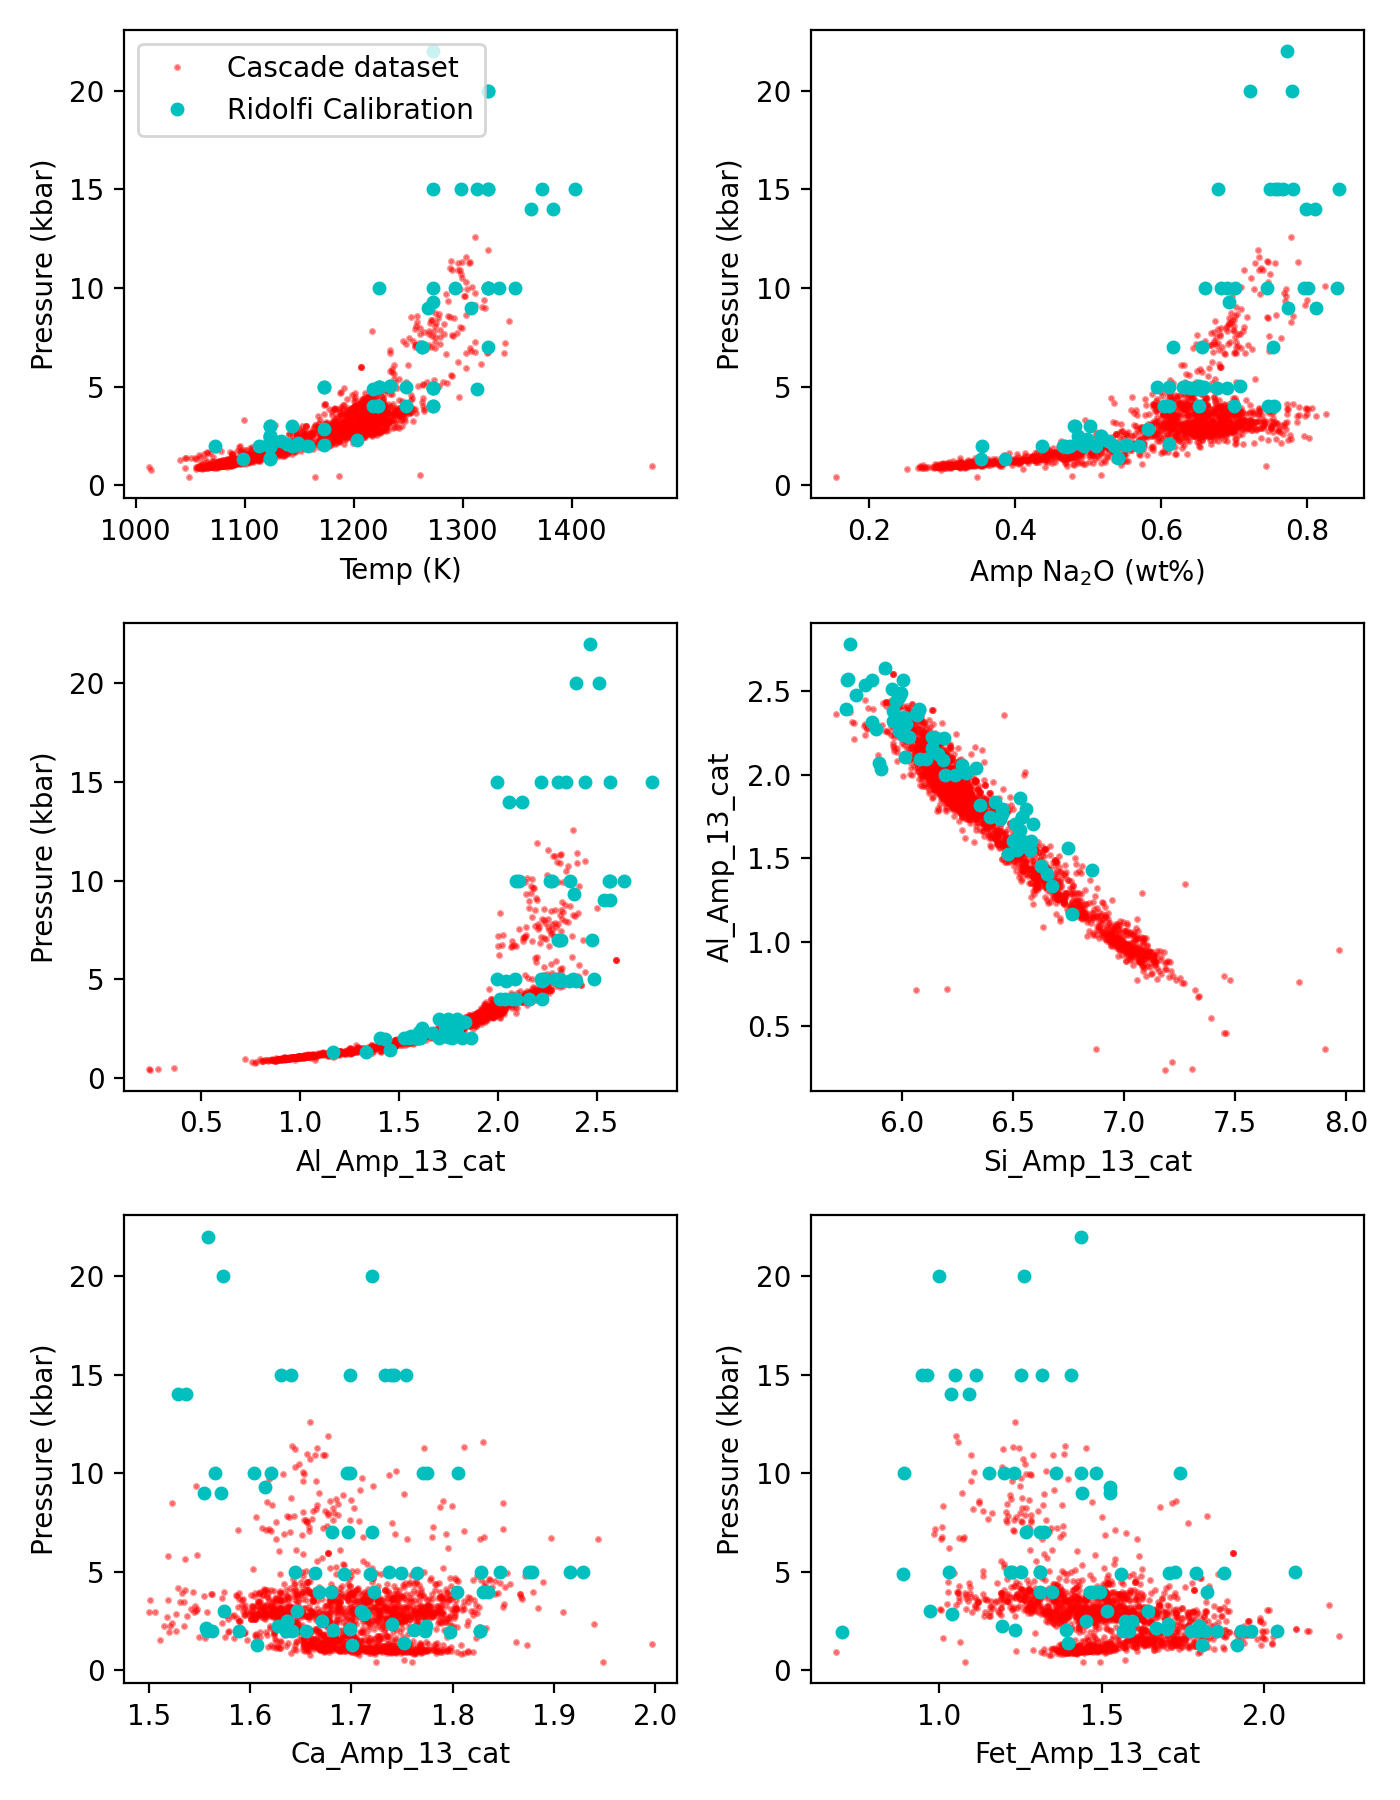 Cascade dataset
Ridolfi Calibration
Pressure (kbar)
20
15
10
5
0
1000 1100 1200 1300 1400
Temp (K)
Pressure (kbar)
20
15
10
5
0
0.2 0.4 0.6 0.8
Amp Na₂O (wt%)
Pressure (kbar)
20
15
10
5
0
0.5 1.0 1.5 2.0 2.5
Al_Amp_13_cat
Al_Amp_13_cat
2.5
2.0
1.5
1.0
0.5
6.0 6.5 7.0 7.5 8.0
Si_Amp_13_cat
Pressure (kbar)
20
15
10
5
0
1.5 1.6 1.7 1.8 1.9 2.0
Ca_Amp_13_cat
Pressure (kbar)
20
15
10
5
0
1.0 1.5 2.0
Fet_Amp_13_cat